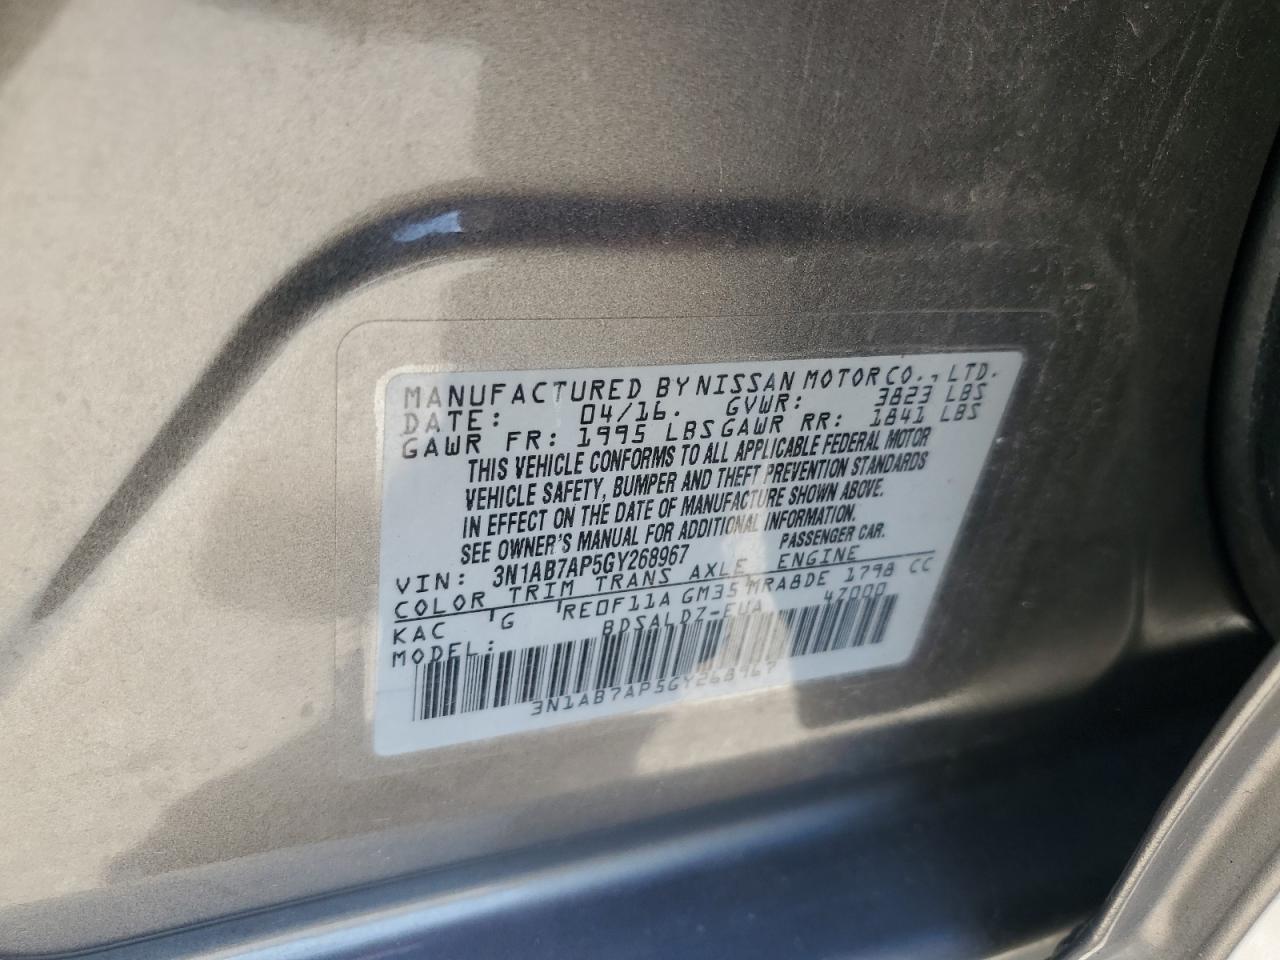 MANUFACTURED BY NISSAN MOTOR CO., LTD.
DATE: 04/16. GVWR: 3823 LBS
GAWR FR: 1995 LBS GAWR RR: 1841 LBS
THIS VEHICLE CONFORMS TO ALL APPLICABLE FEDERAL MOTOR
VEHICLE SAFETY, BUMPER AND THEFT PREVENTION STANDARDS
IN EFFECT ON THE DATE OF MANUFACTURE SHOWN ABOVE.
SEE OWNER'S MANUAL FOR ADDITIONAL INFORMATION.
VIN: 3N1AB7AP5GY268967 PASSENGER CAR.
COLOR TRIM TRANS AXLE ENGINE
KAC G RE0F11A GM35 MRA8DE 1798 CC
MODEL: BDSALDZ-EUA 47000
3N1AB7AP5GY268967